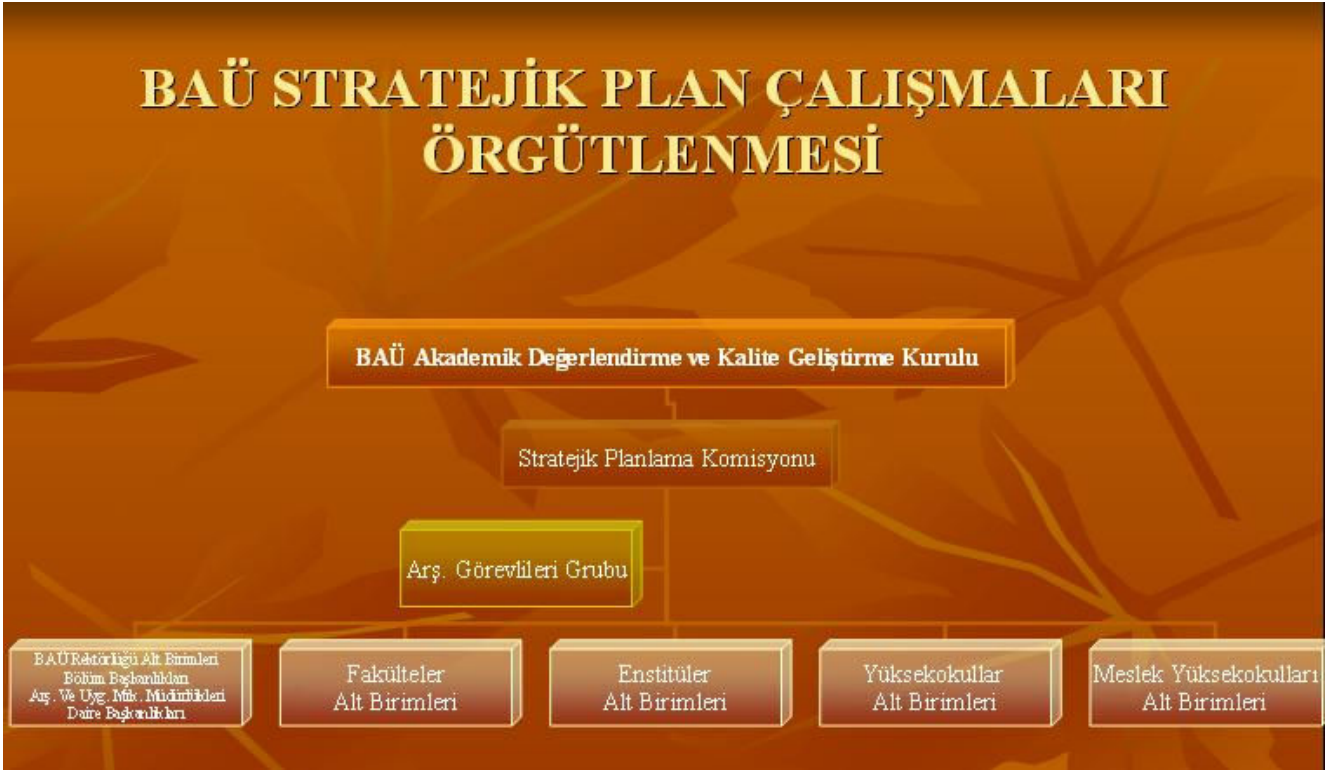 BAÜ STRATEJİK PLAN ÇALIŞMALARI
ÖRGÜTLENMESİ
BAÜ Akademik Değerlendirme ve Kalite Geliştirme Kurulu
Stratejik Planlama Komisyonu
Arş. Görevlileri Grubu
BAÜ Rektörlüğü Alt Birimleri
Bölüm Başkanlıkları
Arş. Ve Uyg. Mrk. Müdürlükleri
Daire Başkanlıkları
Fakülteler
Alt Birimleri
Enstitüler
Alt Birimleri
Yüksekokullar
Alt Birimleri
Meslek Yüksekokulları
Alt Birimleri